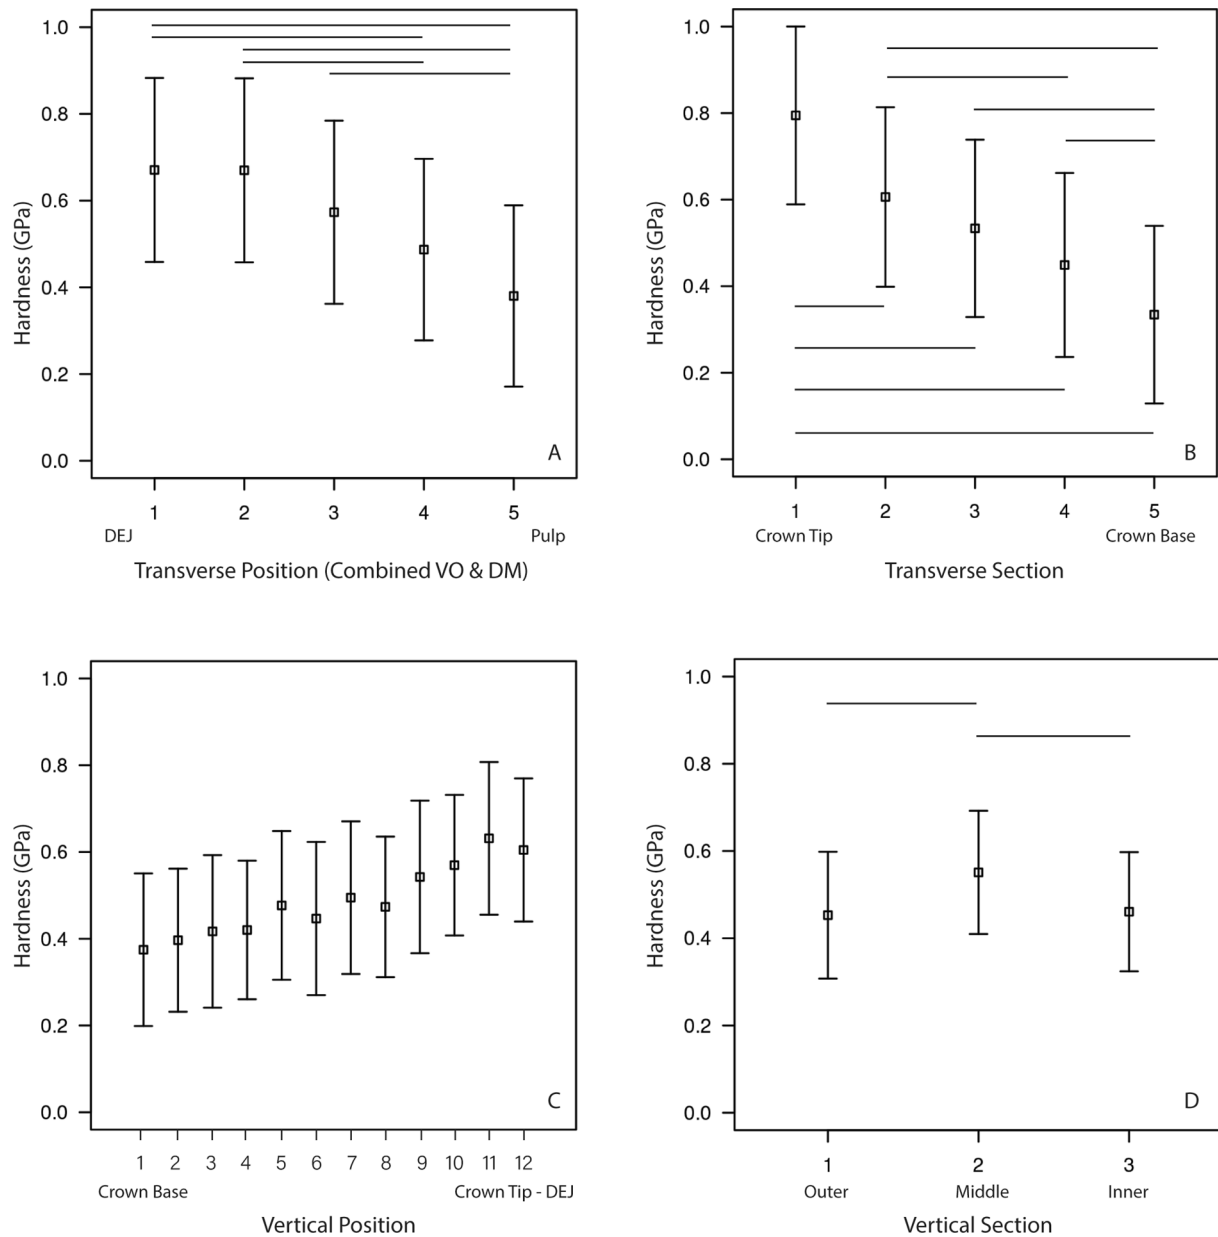 1.0
0.8
0.6
0.4
0.2
0.0
Hardness (GPa)
A
1 2 3 4 5
DEJ Pulp
Transverse Position (Combined VO & DM)
1.0
0.8
0.6
0.4
0.2
0.0
Hardness (GPa)
B
1 2 3 4 5
Crown Tip Crown Base
Transverse Section
1.0
0.8
0.6
0.4
0.2
0.0
Hardness (GPa)
C
1 2 3 4 5 6 7 8 9 10 11 12
Crown Base Crown Tip - DEJ
Vertical Position
1.0
0.8
0.6
0.4
0.2
0.0
Hardness (GPa)
D
1 2 3
Outer Middle Inner
Vertical Section